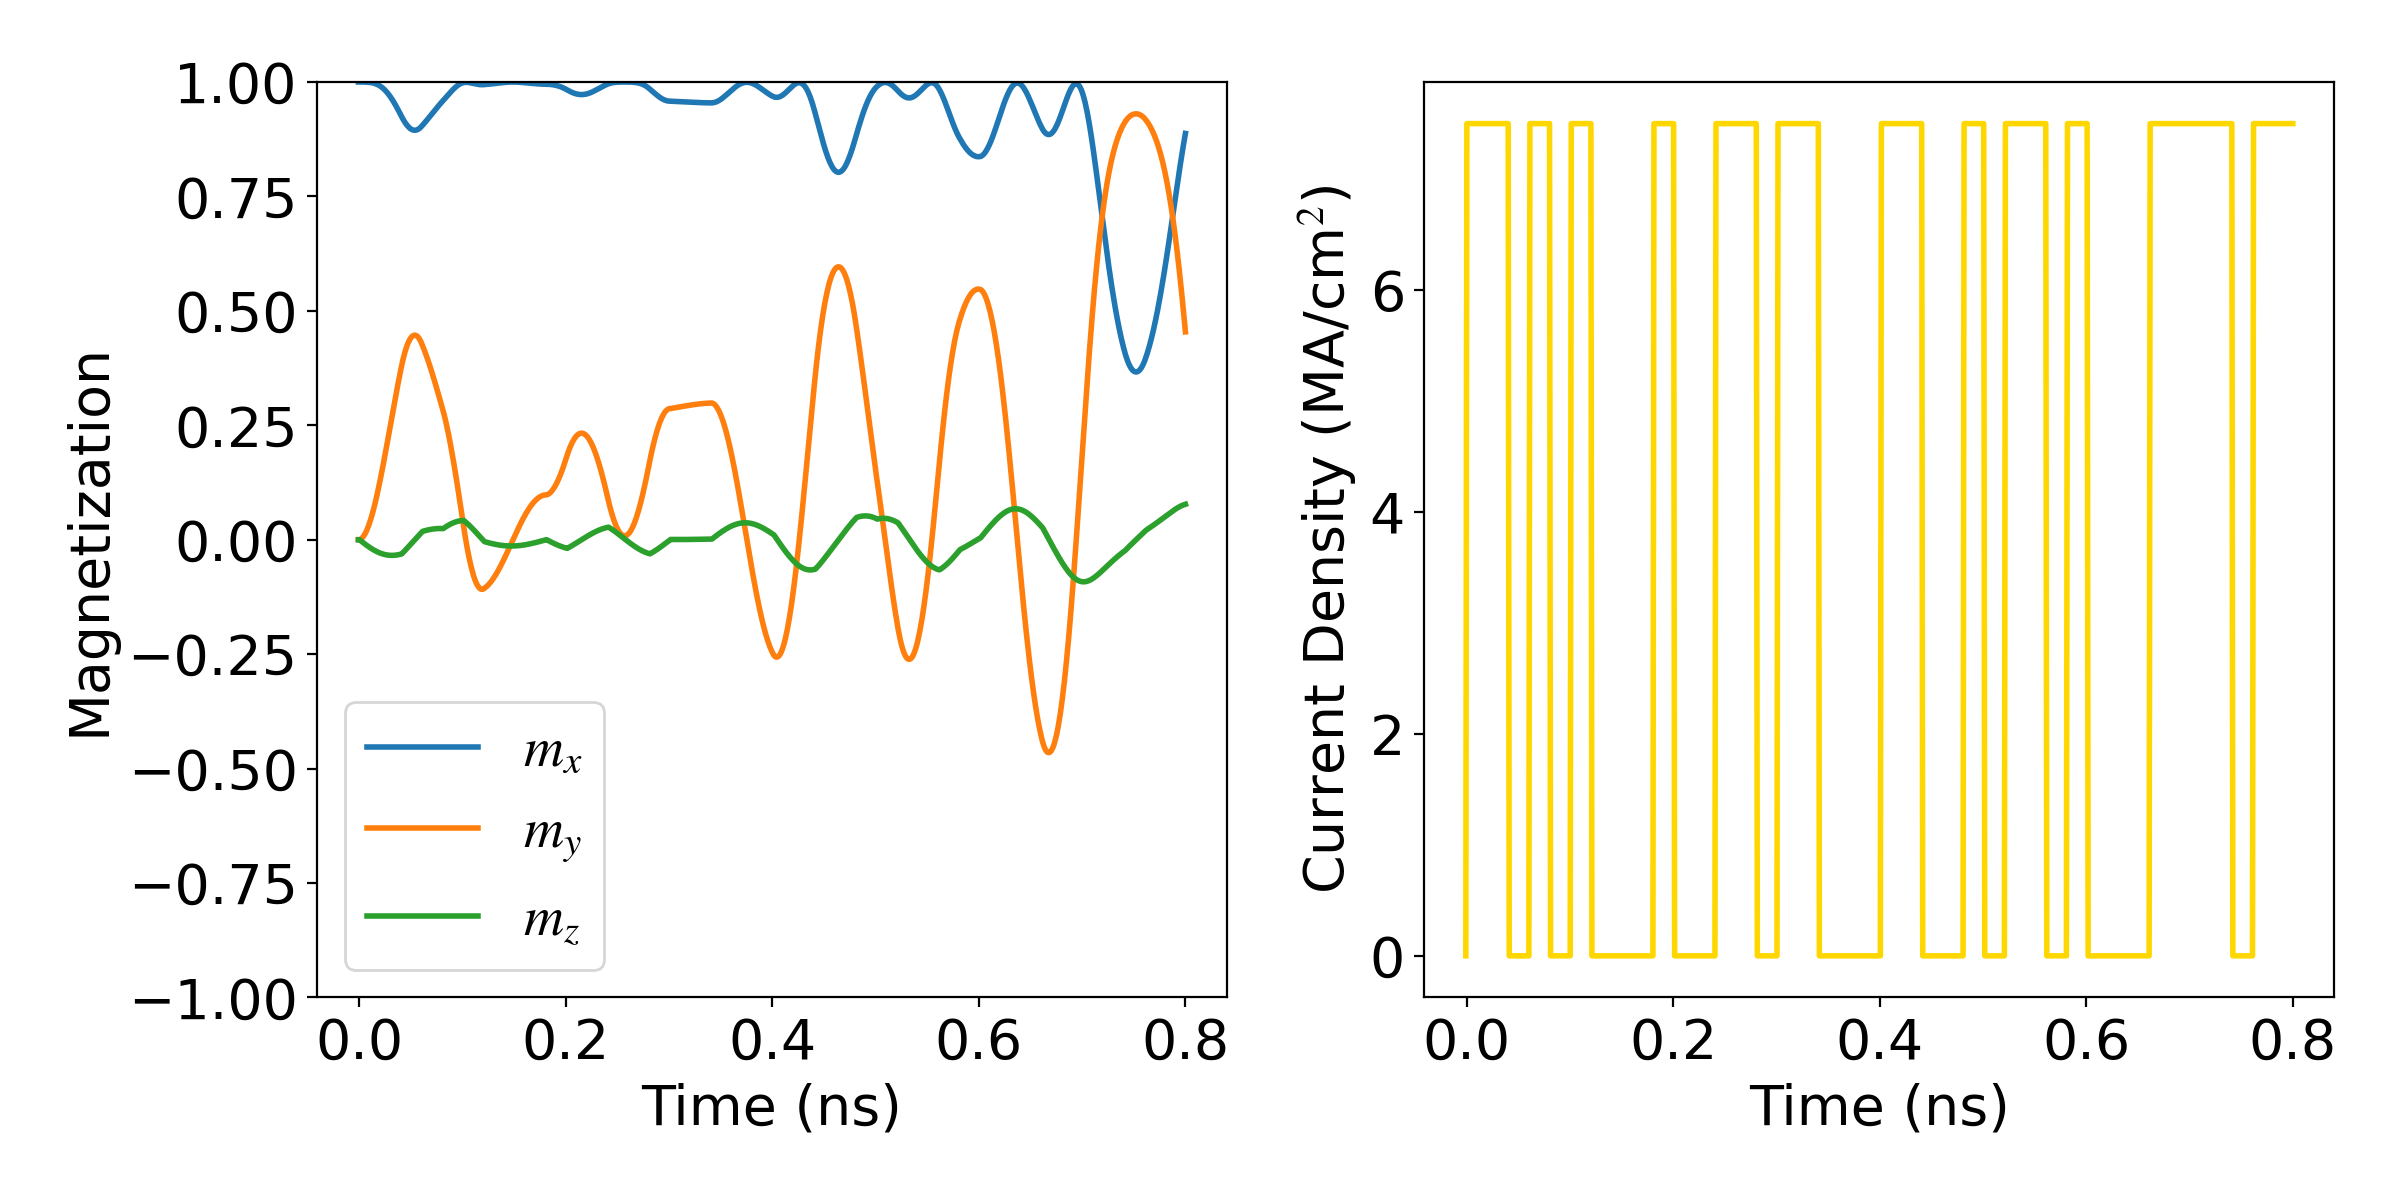 1.00
0.75
0.50
0.25
0.00
−0.25
−0.50
−0.75
−1.00
Magnetization
m_x
m_y
m_z
0.0 0.2 0.4 0.6 0.8
Time (ns)
6
4
2
0
Current Density (MA/cm²)
0.0 0.2 0.4 0.6 0.8
Time (ns)